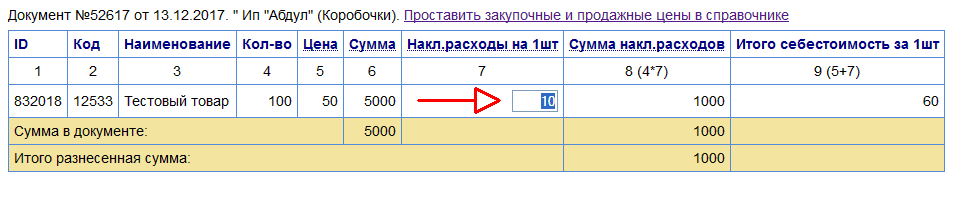 Документ №52617 от 13.12.2017. " Ип "Абдул" (Коробочки). Проставить закупочные и продажные цены в справочнике
ID Код Наименование Кол-во Цена Сумма Накл.расходы на 1шт Сумма накл.расходов Итого себестоимость за 1шт
1 2 3 4 5 6 7 8 (4*7) 9 (5+7)
832018 12533 Тестовый товар 100 50 5000 10 1000 60
Сумма в документе: 5000 1000
Итого разнесенная сумма: 1000